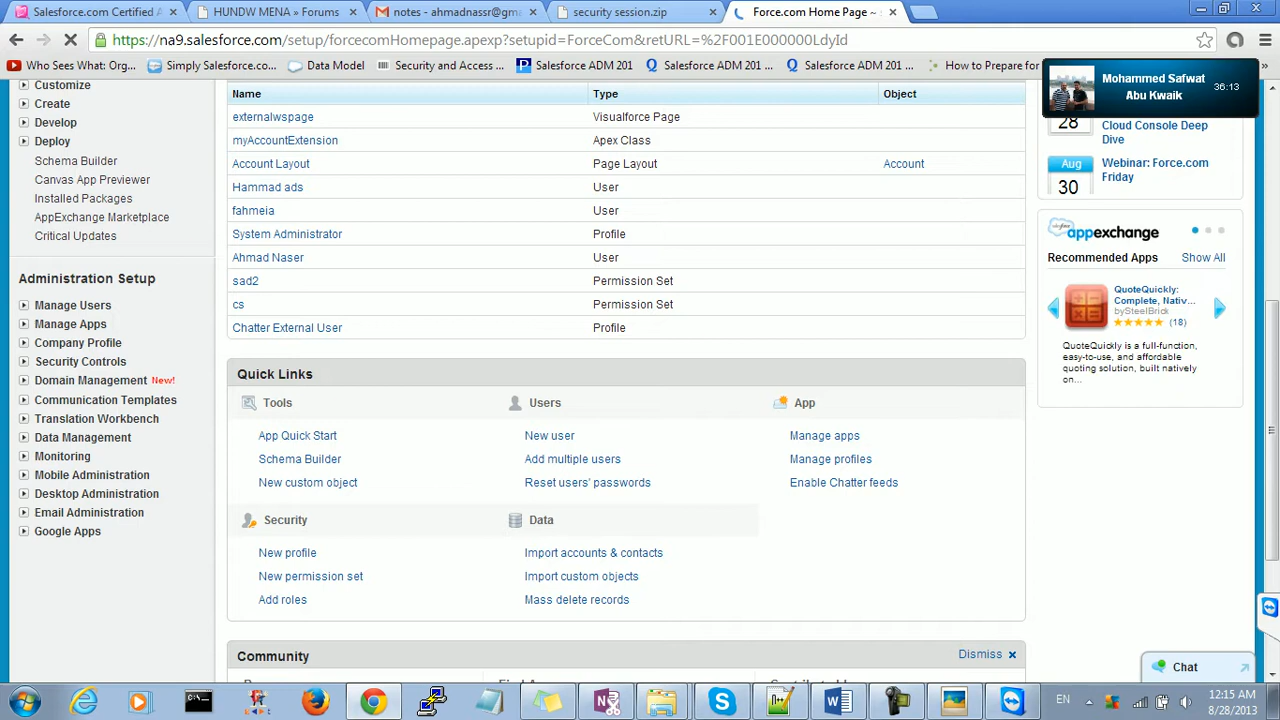 Salesforce.com Certified A
HUNDW MENA » Forums
notes - ahmadnassr@gm
security session.zip
Force.com Home Page ~
https://na9.salesforce.com/setup/forcecomHomepage.apexp?setupid=ForceCom&retURL=%2F001E000000LdyId
Who Sees What: Org...
Simply Salesforce.co...
Data Model
Security and Access ...
Salesforce ADM 201
Salesforce ADM 201 ...
Salesforce ADM 201 ...
How to Prepare for
»
Mohammed Safwat
Abu Kwaik
36:13
Customize
Create
Develop
Deploy
Schema Builder
Canvas App Previewer
Installed Packages
AppExchange Marketplace
Critical Updates
Administration Setup
Manage Users
Manage Apps
Company Profile
Security Controls
Domain Management New!
Communication Templates
Translation Workbench
Data Management
Monitoring
Mobile Administration
Desktop Administration
Email Administration
Google Apps
Name Type Object
externalwspage Visualforce Page
myAccountExtension Apex Class
Account Layout Page Layout Account
Hammad ads User
fahmeia User
System Administrator Profile
Ahmad Naser User
sad2 Permission Set
cs Permission Set
Chatter External User Profile
Quick Links
Tools
App Quick Start
Schema Builder
New custom object
Users
New user
Add multiple users
Reset users' passwords
App
Manage apps
Manage profiles
Enable Chatter feeds
Security
New profile
New permission set
Add roles
Data
Import accounts & contacts
Import custom objects
Mass delete records
Community
Dismiss
28
Cloud Console Deep
Dive
Aug
30
Webinar: Force.com
Friday
appexchange
Recommended Apps Show All
QuoteQuickly:
Complete, Nativ...
bySteelBrick
(18)
QuoteQuickly is a full-function,
easy-to-use, and affordable
quoting solution, built natively
on...
Chat
EN
12:15 AM
8/28/2013